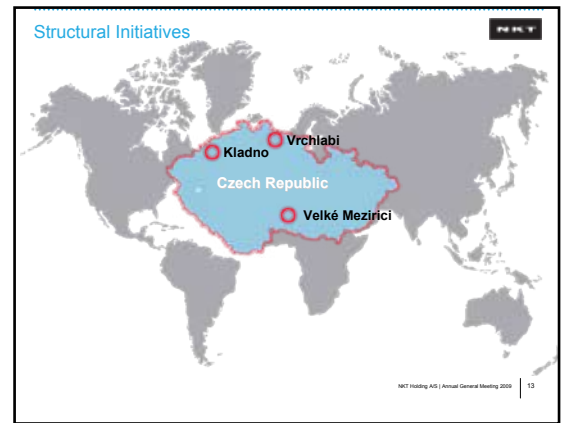 Structural Initiatives
NKT
Vrchlabi
Kladno
Czech Republic
Velké Mezirici
NKT Holding A/S | Annual General Meeting 2009 | 13